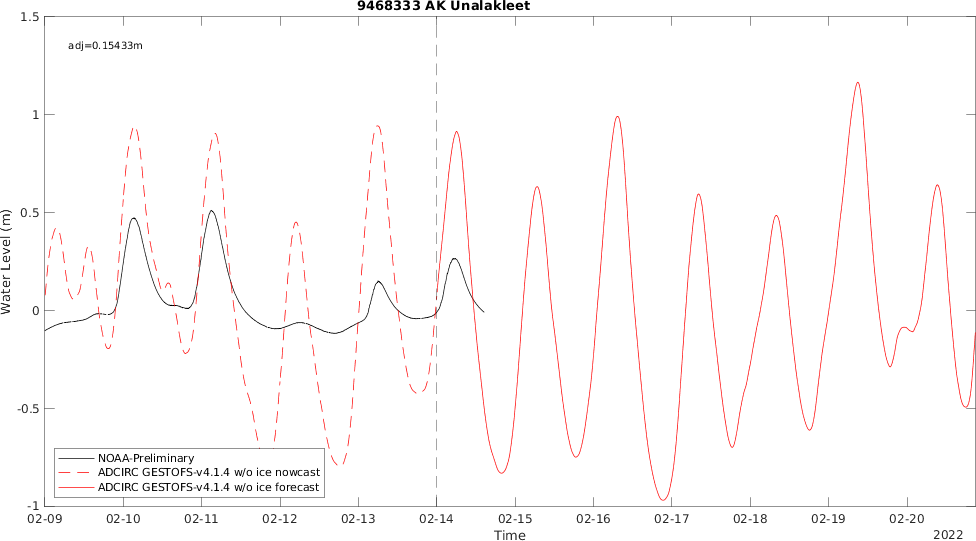 9468333 AK Unalakleet
adj=0.15433m
Water Level (m)
1.5
1
0.5
0
-0.5
-1
NOAA-Preliminary
ADCIRC GESTOFS-v4.1.4 w/o ice nowcast
ADCIRC GESTOFS-v4.1.4 w/o ice forecast
02-09 02-10 02-11 02-12 02-13 02-14 02-15 02-16 02-17 02-18 02-19 02-20
Time
2022